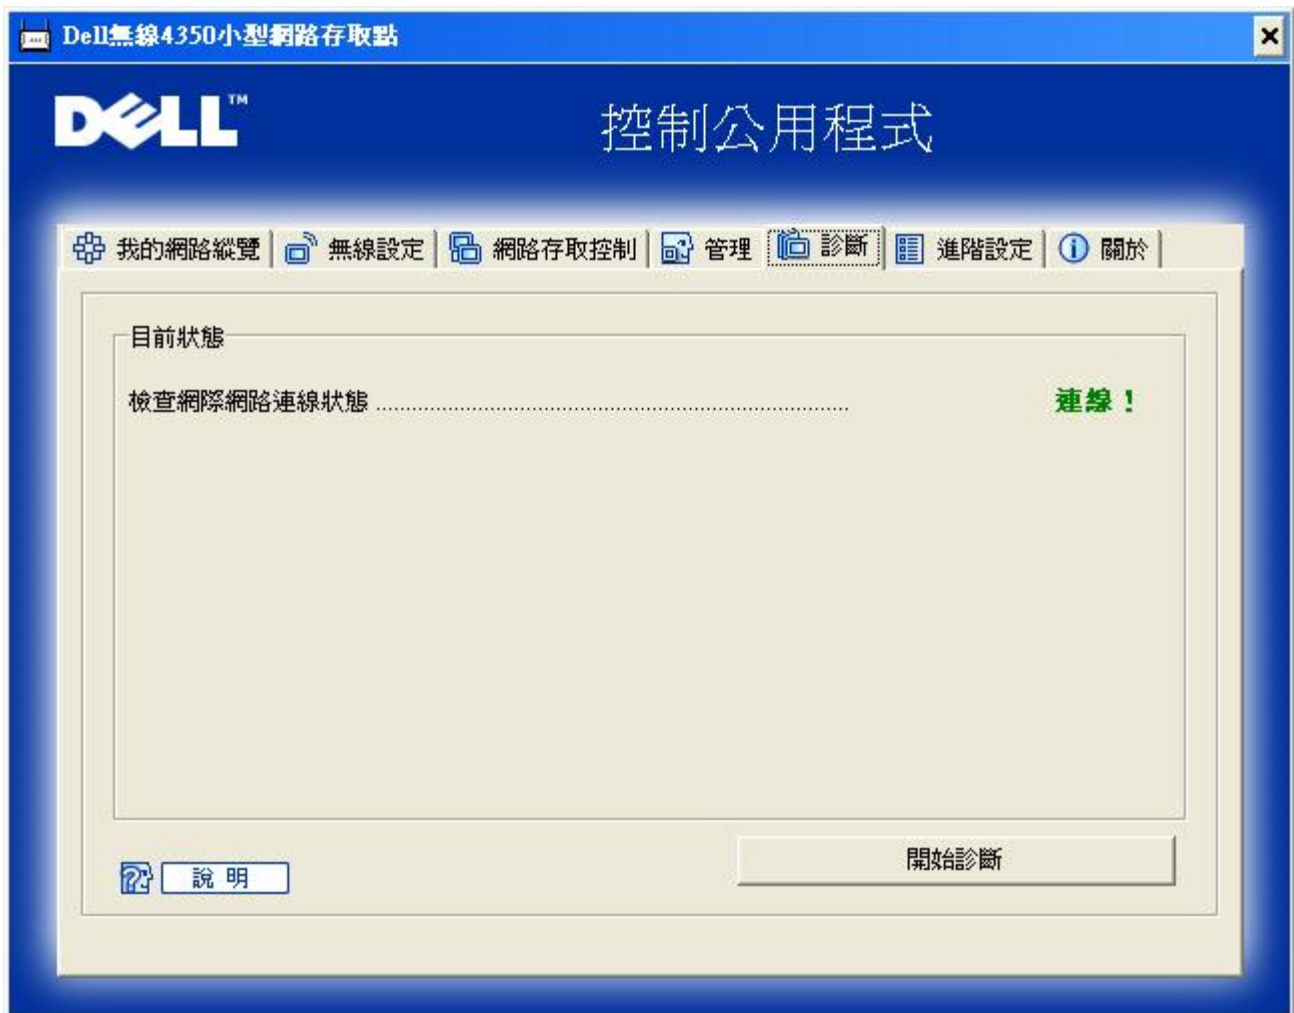 Dell無線4350小型網路存取點
DELL™
控制公用程式
我的網路縱覽 無線設定 網路存取控制 管理 診斷 進階設定 關於
目前狀態
檢查網際網路連線狀態 ................................................................................ 連線！
說 明
開始診斷